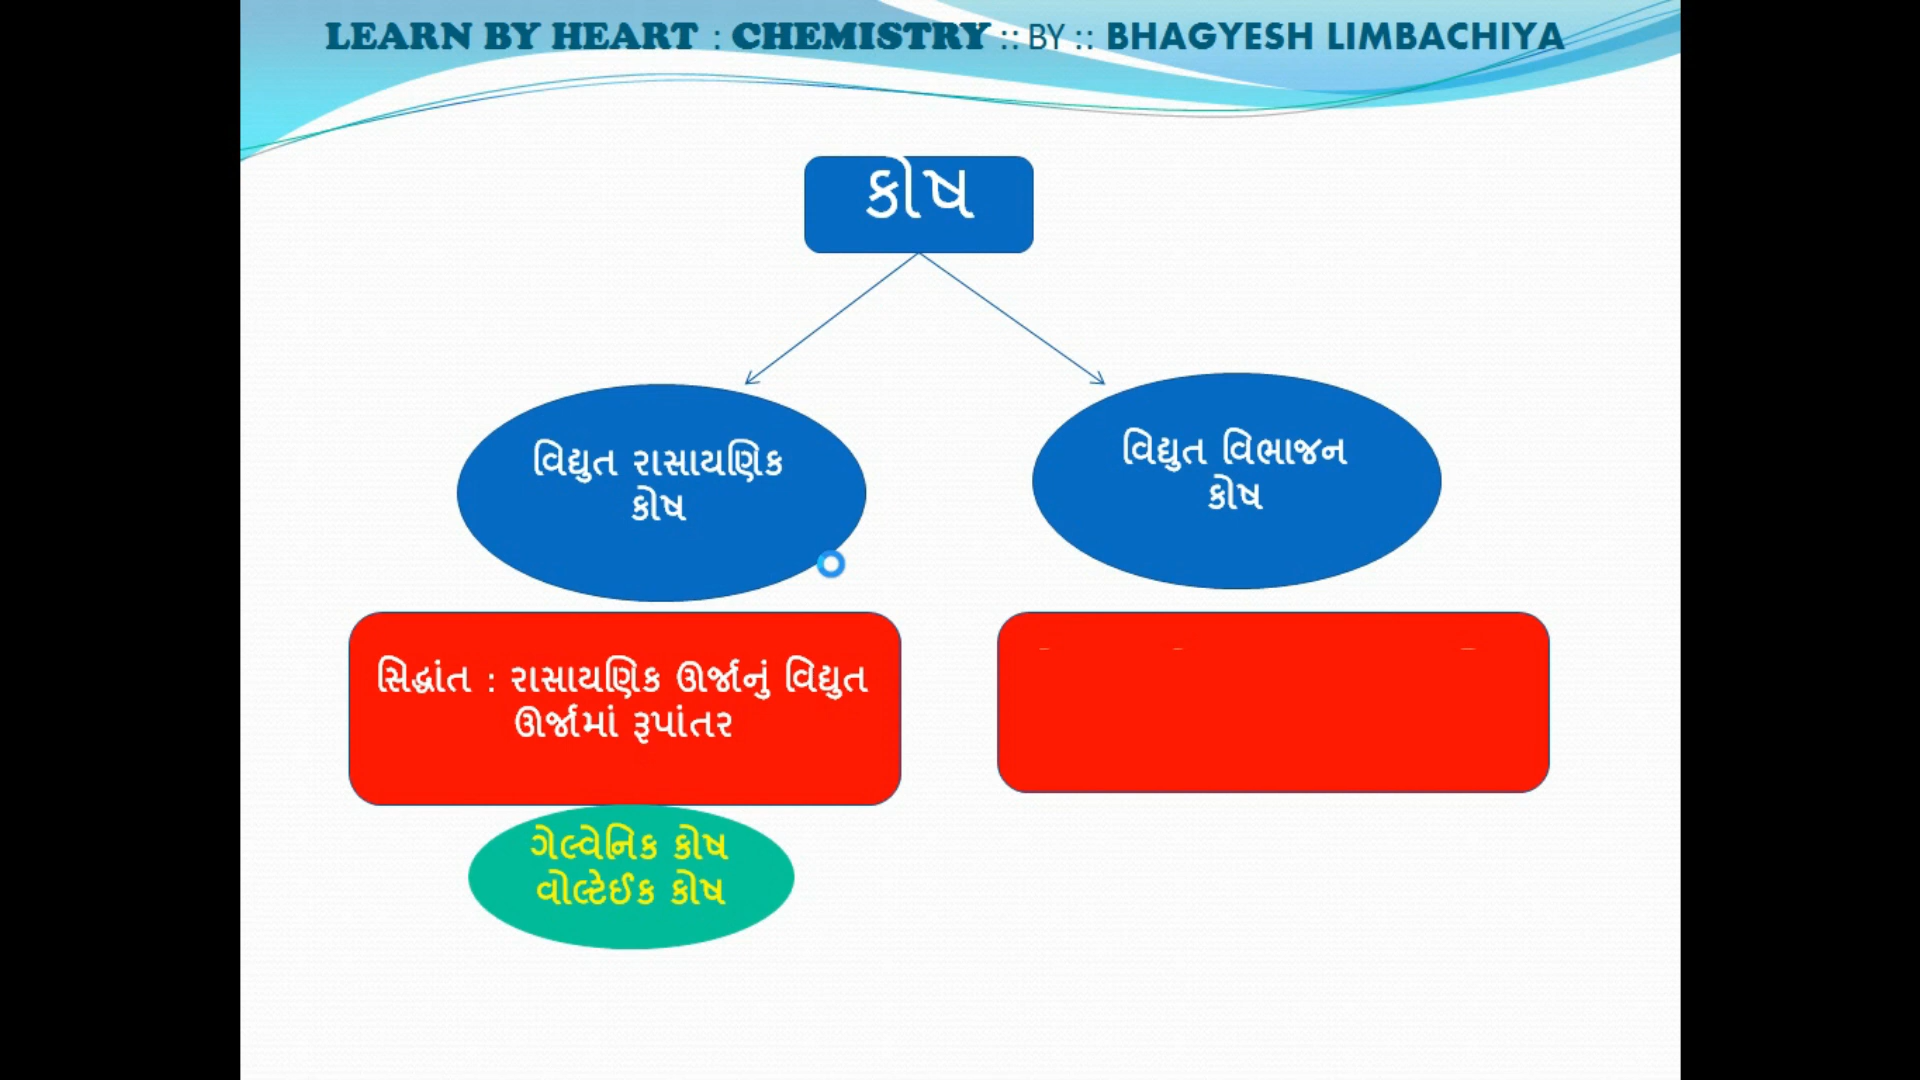 LEARN BY HEART : CHEMISTRY :: BY :: BHAGYESH LIMBACHIYA
કોષ
વિદ્યુત રાસાયણિક
કોષ
વિદ્યુત વિભાજન
કોષ
સિદ્ધાંત : રાસાયણિક ઊર્જાનું વિદ્યુત
ઊર્જામાં રૂપાંતર
ગેલ્વેનિક કોષ
વોલ્ટેઈક કોષ